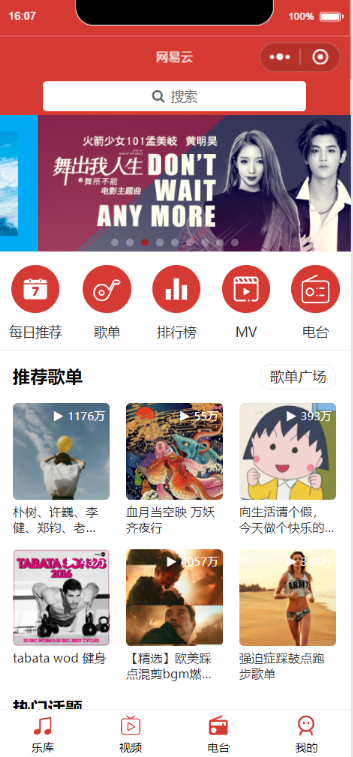 16:07
100%
网易云
搜索
火箭少女101孟美岐 黄明昊
舞出我人生
之舞所不能
电影主题曲
DON'T
WAIT
ANY MORE
7
每日推荐
歌单
排行榜
MV
电台
推荐歌单
歌单广场
1176万
55万
393万
朴树、许巍、李
健、郑钧、老...
血月当空映 万妖
齐夜行
向生活请个假，
今天做个快乐的...
TABATA
2016
43万
4057万
334万
ARMY
tabata wod 健身
【精选】欧美踩
点混剪bgm燃...
强迫症踩鼓点跑
步歌单
热门话题
乐库
视频
电台
我的